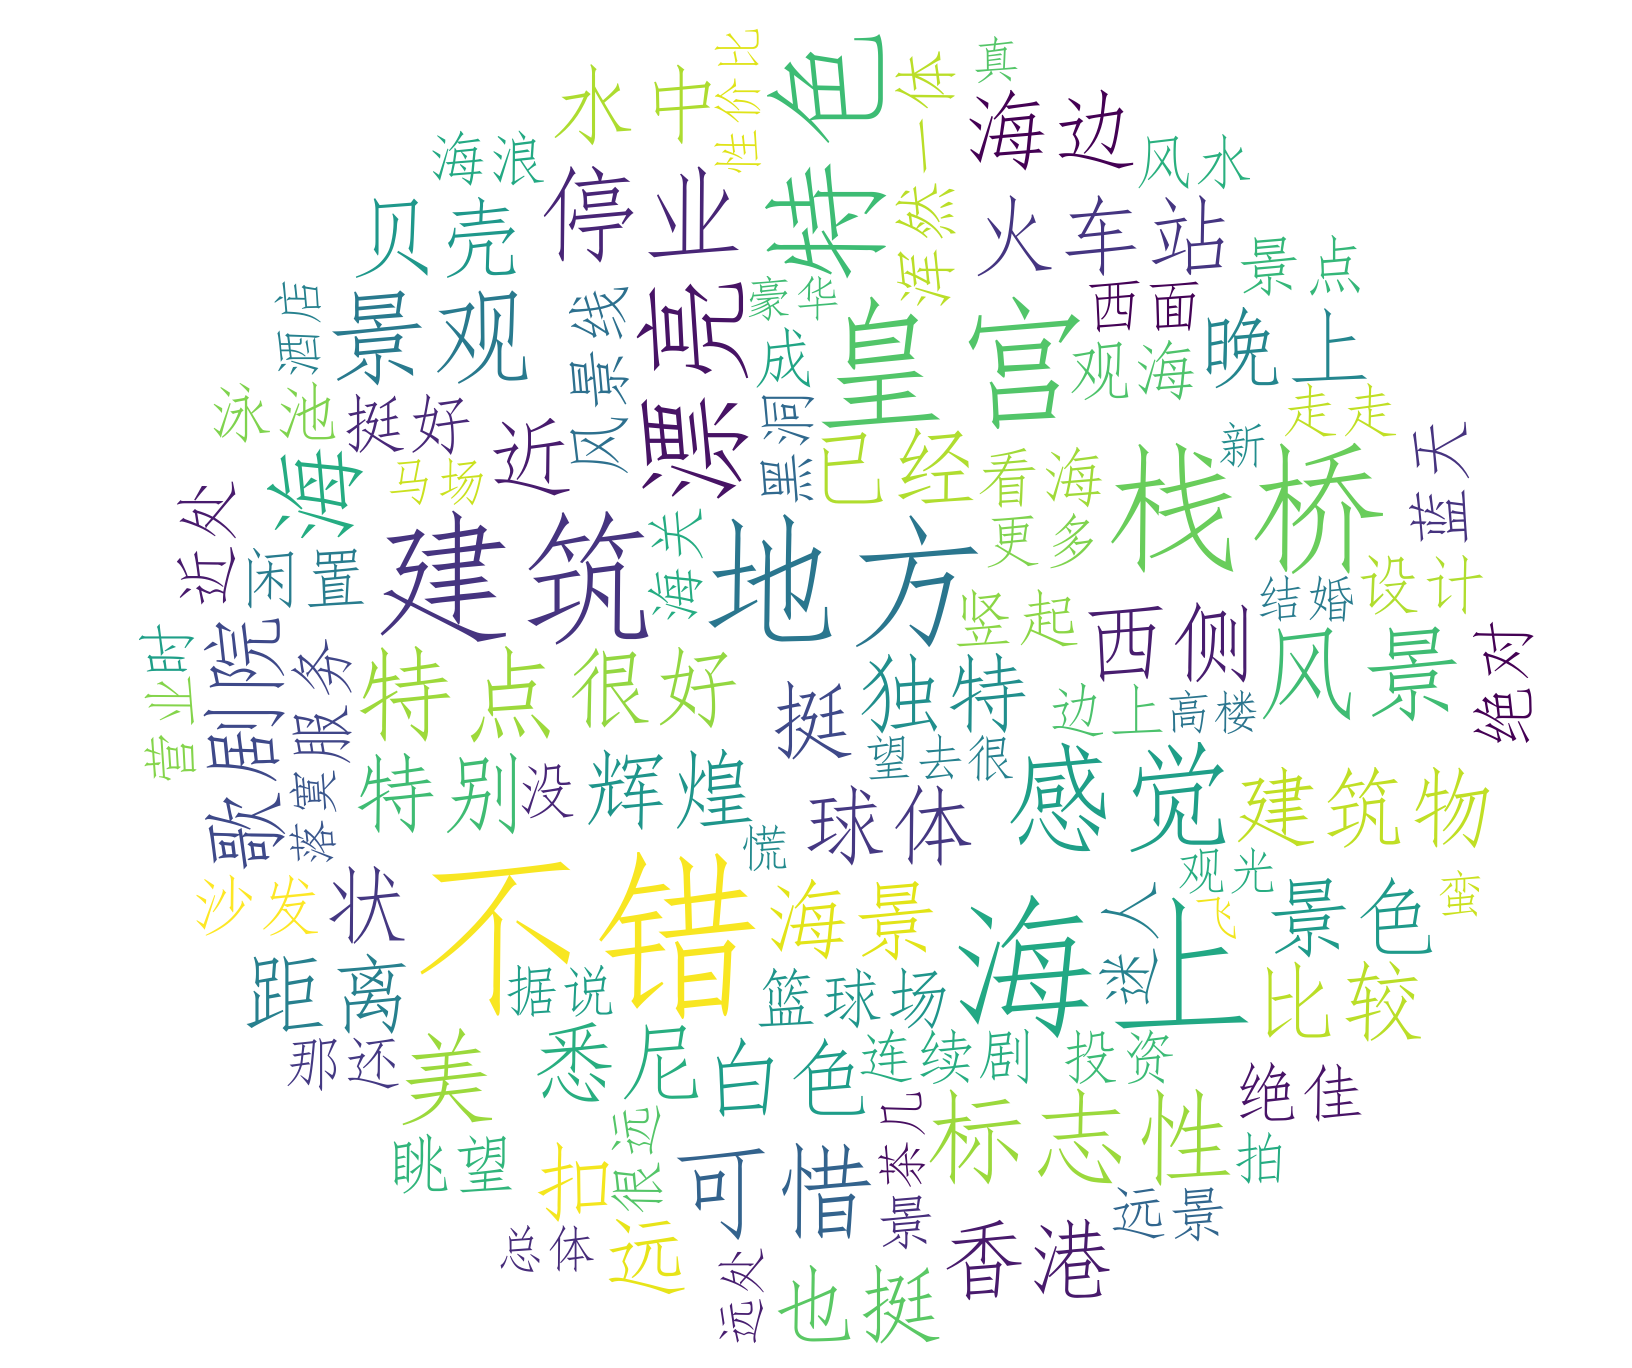 性价比
特色
浑然一体
真
水中
海边
海浪
停业
风水
贝壳
火车站
景点
酒店
景观
风景线
漂亮
豪华
皇宫
西面
晚上
成
观海
泳池
挺好
近
黑洞
已经
看海
新
走走
蓝天
马场
海
近处
栈桥
更多
闲置
建筑
海天
地方
竖起
西侧
结婚
设计
营业时
歌剧院
服务
特点
很好
挺
独特
边上
高楼
风景
绝对
落寞
特别
没
辉煌
望去很
球体
感觉
建筑物
慌
沙发
状
不错
海景
海上
迷人
观光
飞
景色
蛮
距离
据说
篮球场
比较
那还
美
悉尼
白色
连续剧
投资
绝佳
眺望
扣
很远
可惜
景茶几
标志性
拍
总体
远
远处
也挺
香港
远景